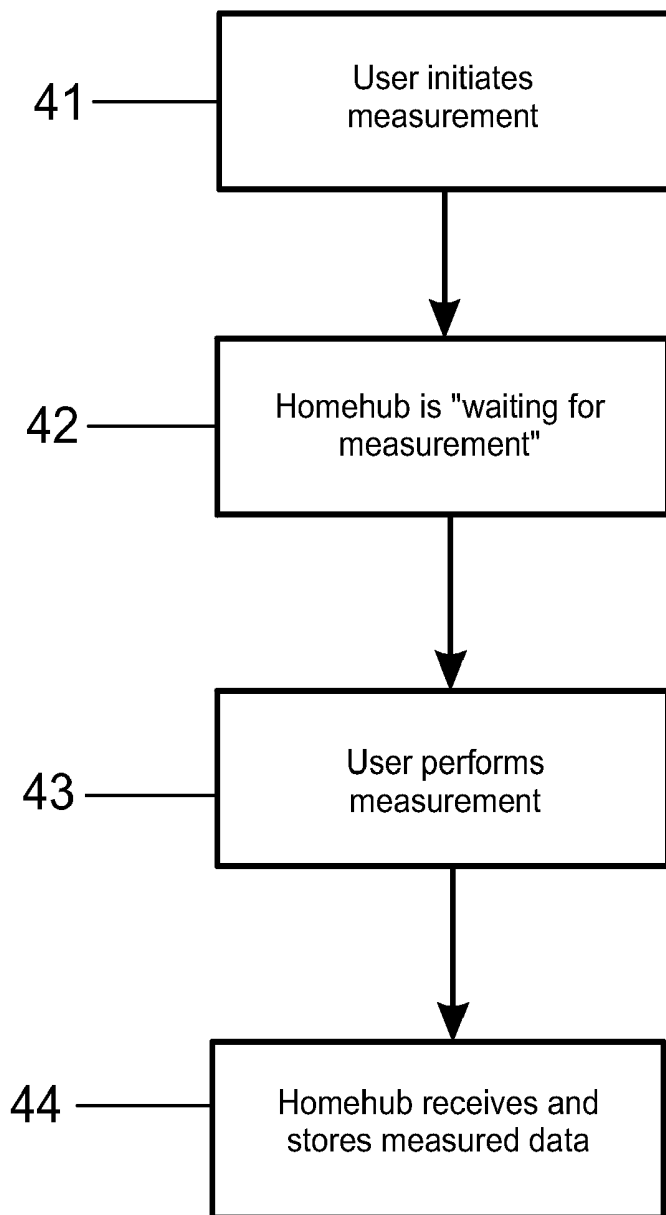 41
User initiates
measurement
42
Homehub is "waiting for
measurement"
43
User performs
measurement
44
Homehub receives and
stores measured data